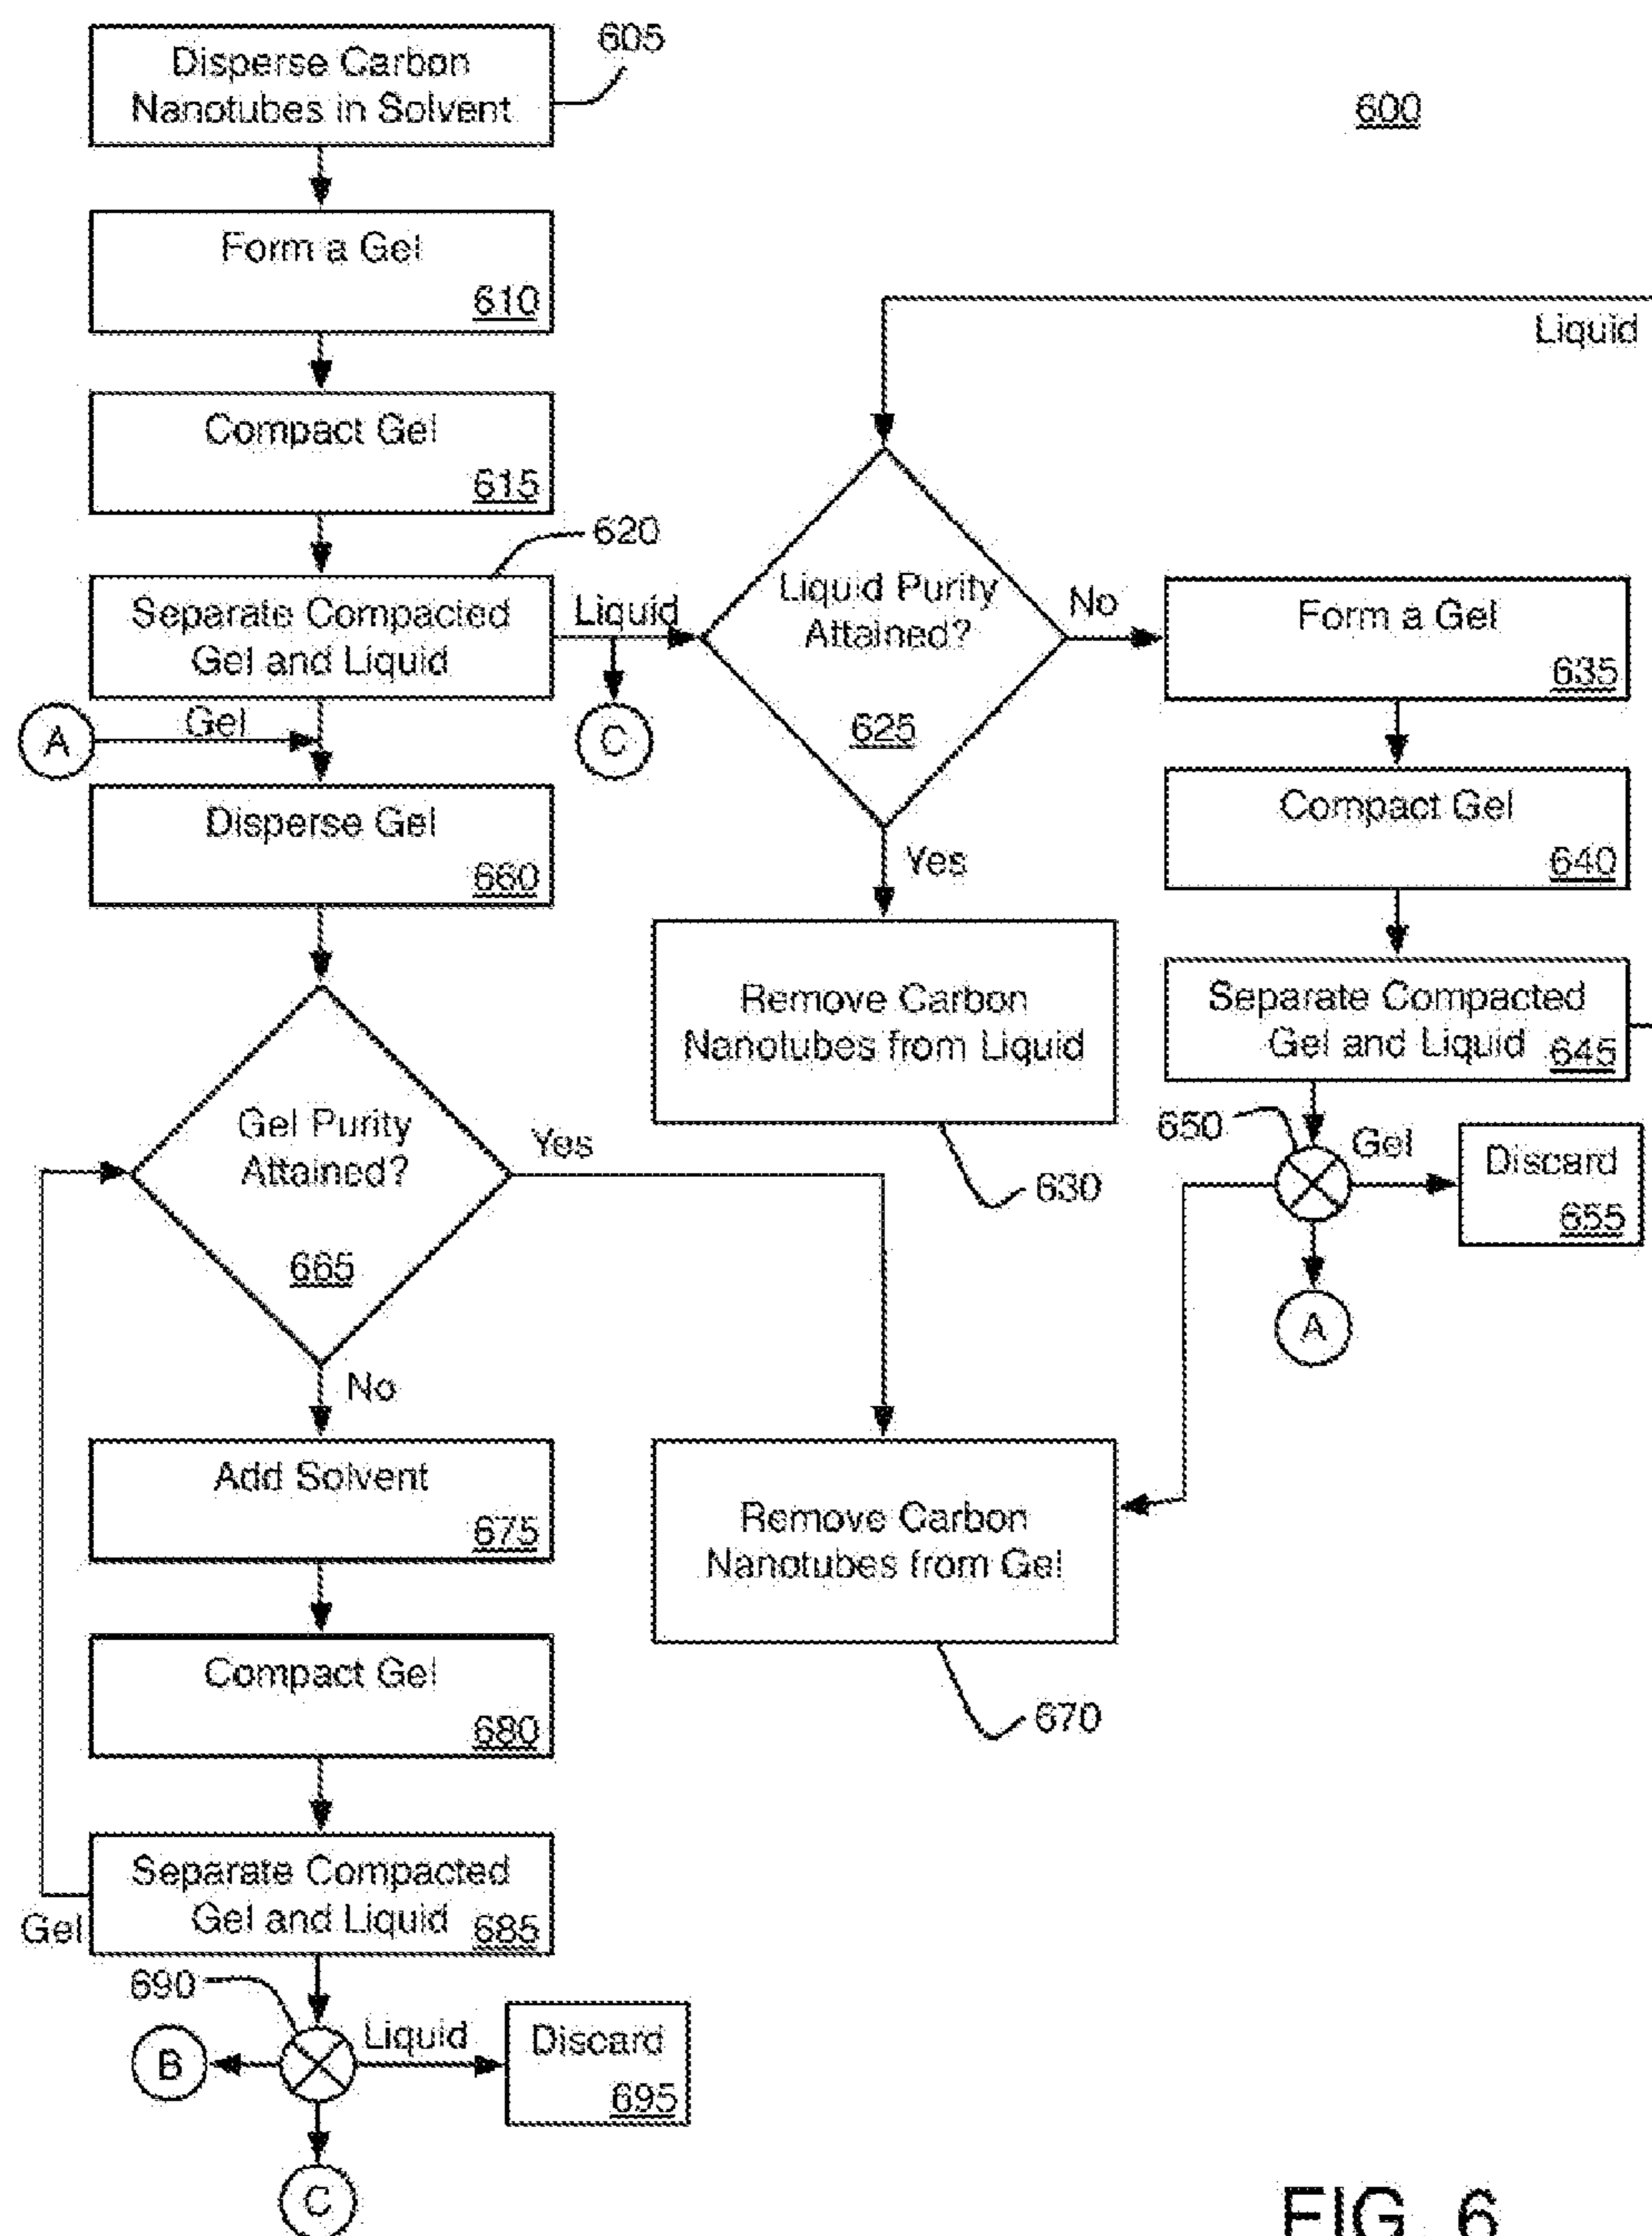 Disperse Carbon
Nanotubes in Solvent
605
600
Form a Gel
610
Liquid
Compact Gel
615
620
Separate Compacted
Gel and Liquid
Liquid
Liquid Purity
Attained?
625
No
Form a Gel
635
A
Gel
C
Disperse Gel
660
Yes
Compact Gel
640
Remove Carbon
Nanotubes from Liquid
630
Separate Compacted
Gel and Liquid 645
650
Gel
Discard
655
A
Gel Purity
Attained?
665
Yes
No
Add Solvent
675
Remove Carbon
Nanotubes from Gel
670
Compact Gel
680
Separate Compacted
Gel and Liquid 685
Gel
690
B
Liquid
Discard
695
C
FIG. 6